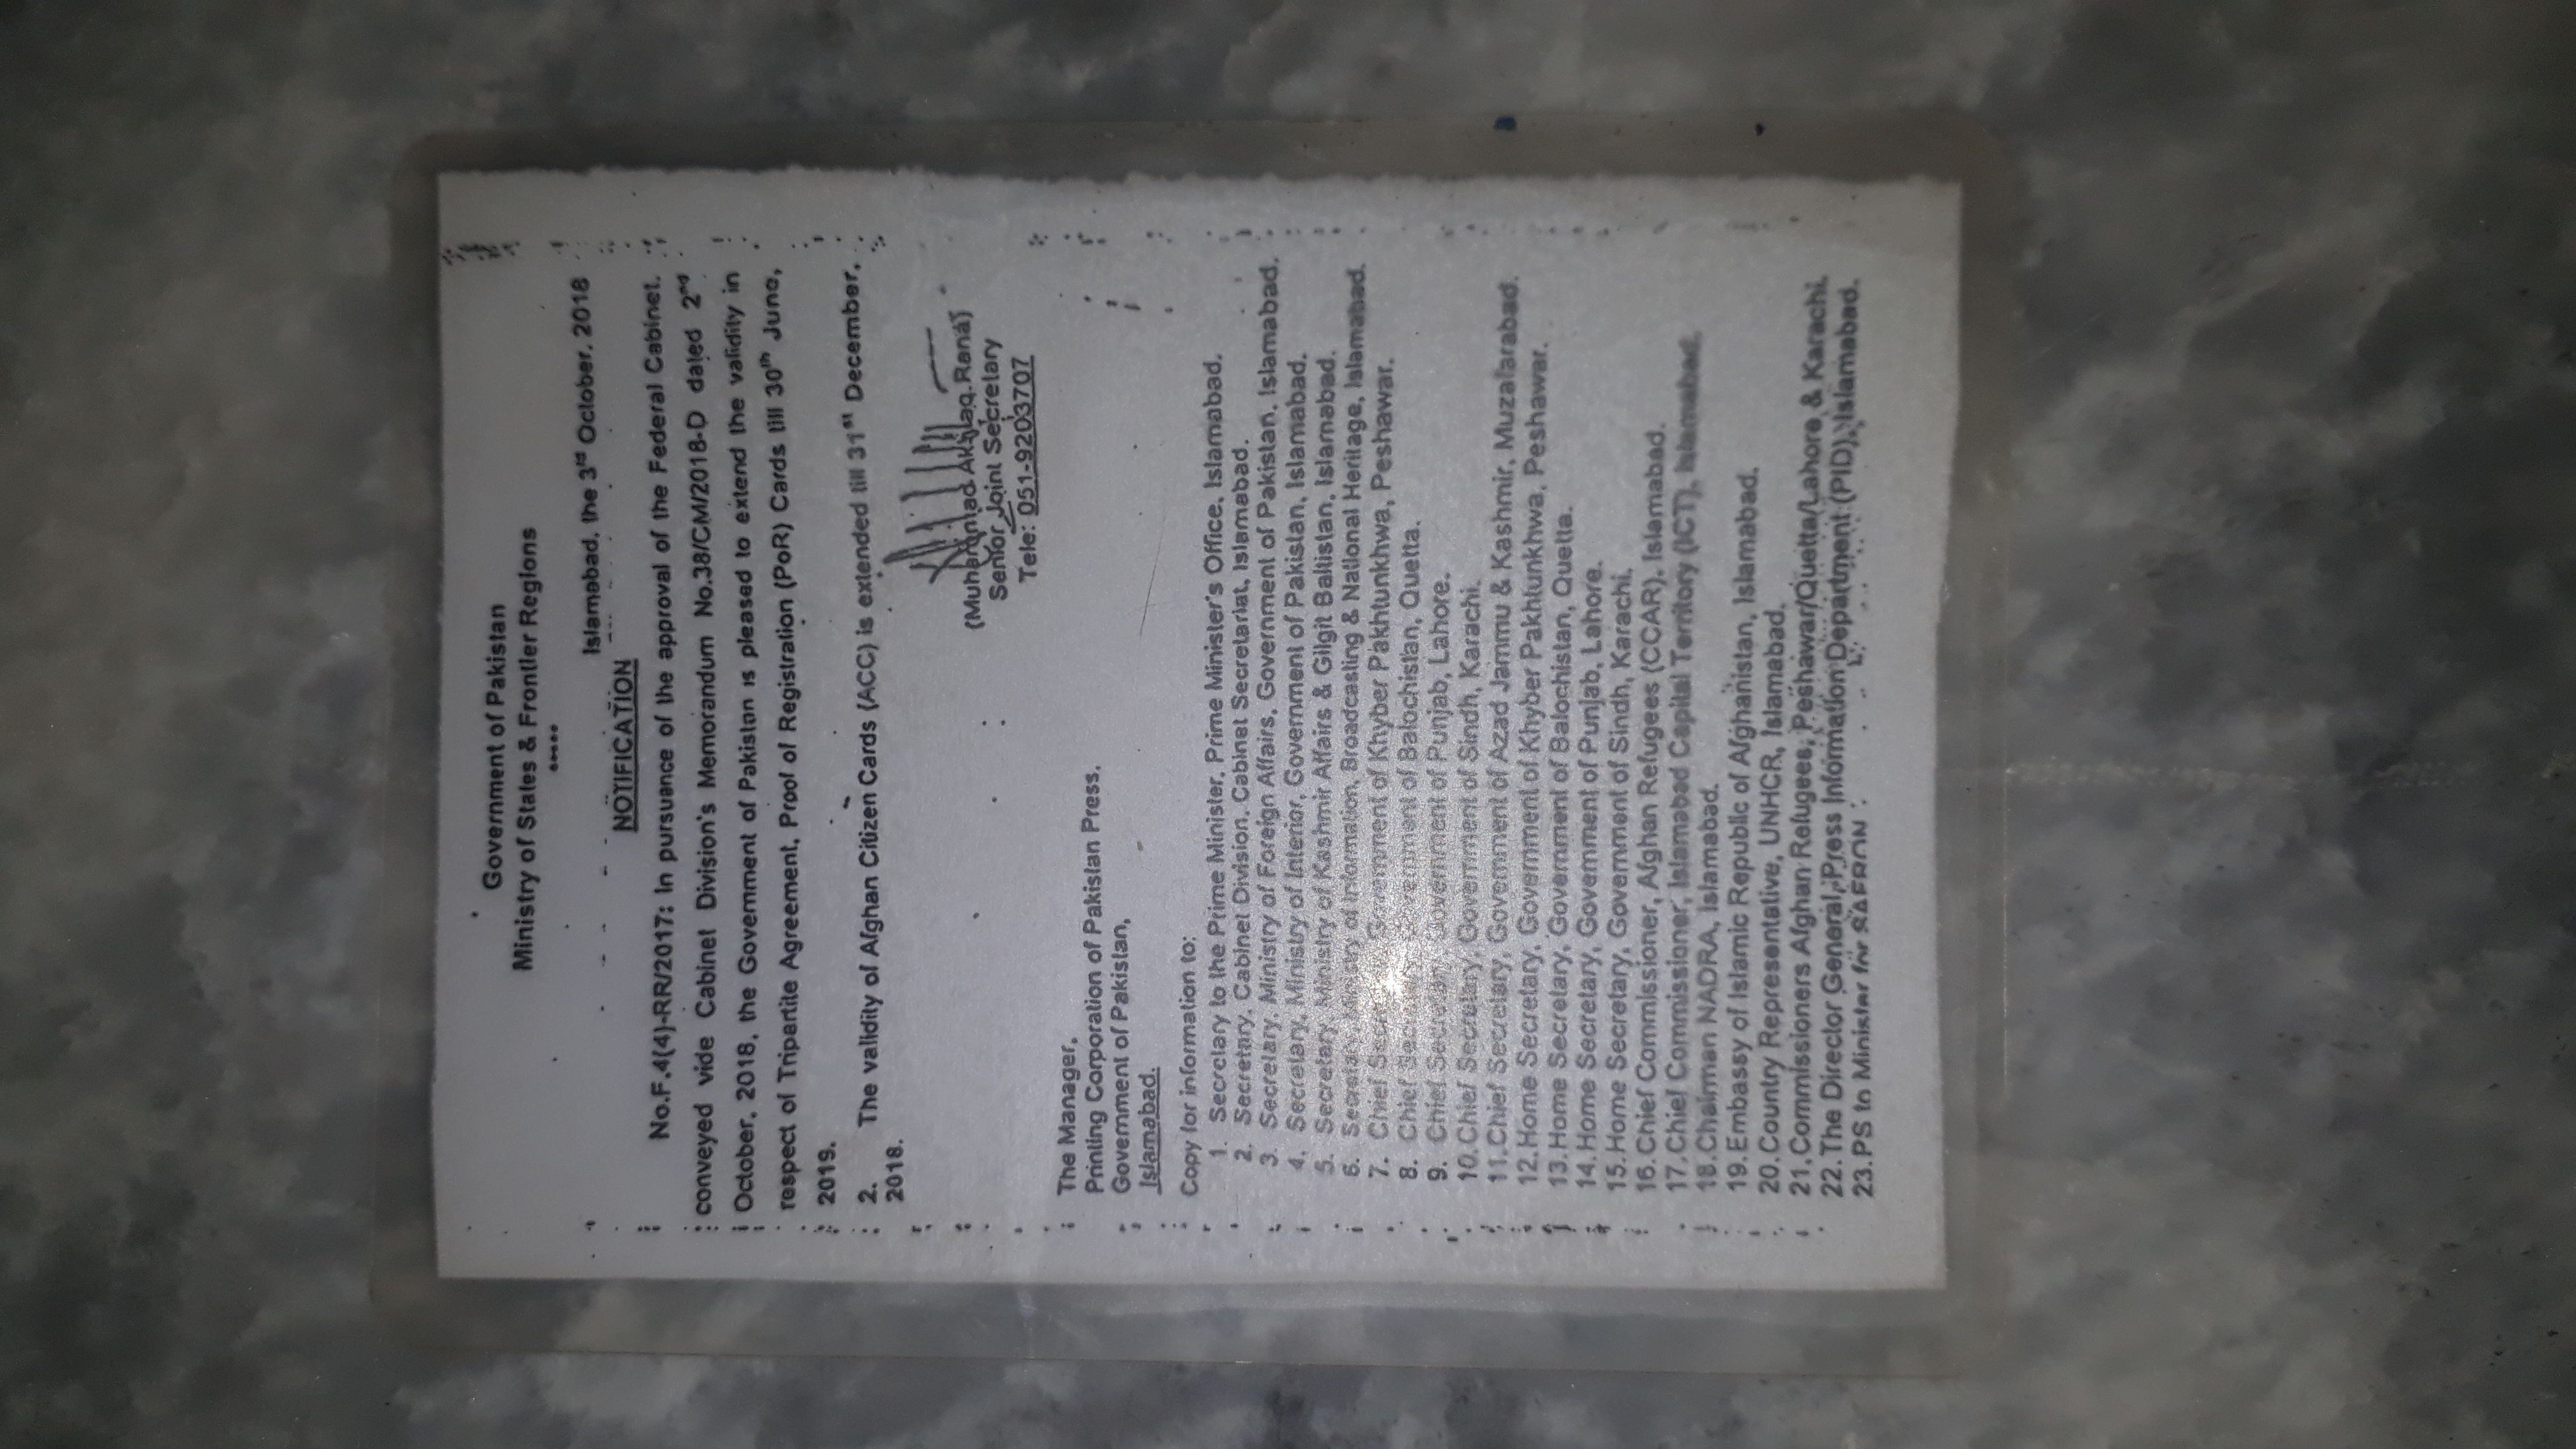 Government of Pakistan
Ministry of States & Frontier Regions
*****
Islamabad, the 3rd October, 2018
NOTIFICATION
No.F.4(4)-RR/2017: In pursuance of the approval of the Federal Cabinet,
conveyed vide Cabinet Division's Memorandum No.38/CM/2018-D dated 2nd
October, 2018, the Government of Pakistan is pleased to extend the validity in
respect of Tripartite Agreement, Proof of Registration (PoR) Cards till 30th June,
2019.
2. The validity of Afghan Citizen Cards (ACC) is extended till 31st December,
2018.
(Muhammad Akhlaq Rana)
Senior Joint Secretary
Tele: 051-9203707
The Manager,
Printing Corporation of Pakistan Press,
Government of Pakistan,
Islamabad.
Copy for information to:
1. Secretary to the Prime Minister, Prime Minister's Office, Islamabad.
2. Secretary, Cabinet Division, Cabinet Secretariat, Islamabad.
3. Secretary, Ministry of Foreign Affairs, Government of Pakistan, Islamabad.
4. Secretary, Ministry of Interior, Government of Pakistan, Islamabad.
5. Secretary, Ministry of Kashmir Affairs & Gilgit Baltistan, Islamabad.
6. Secretary, Ministry of Information, Broadcasting & National Heritage, Islamabad.
7. Chief Secretary, Government of Khyber Pakhtunkhwa, Peshawar.
8. Chief Secretary, Government of Balochistan, Quetta.
9. Chief Secretary, Government of Punjab, Lahore.
10.Chief Secretary, Government of Sindh, Karachi.
11.Chief Secretary, Government of Azad Jammu & Kashmir, Muzafarabad.
12.Home Secretary, Government of Khyber Pakhtunkhwa, Peshawar.
13.Home Secretary, Government of Balochistan, Quetta.
14.Home Secretary, Government of Punjab, Lahore.
15.Home Secretary, Government of Sindh, Karachi.
16.Chief Commissioner, Afghan Refugees (CCAR), Islamabad.
17.Chief Commissioner, Islamabad Capital Territory (ICT), Islamabad.
18.Chairman NADRA, Islamabad.
19.Embassy of Islamic Republic of Afghanistan, Islamabad.
20.Country Representative, UNHCR, Islamabad.
21.Commissioners Afghan Refugees, Peshawar/Quetta/Lahore & Karachi.
22.The Director General, Press Information Department (PID), Islamabad.
23.PS to Minister for SAFRON